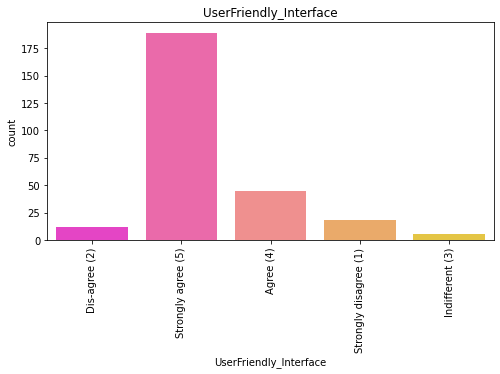 UserFriendly_Interface
175
150
125
100
75
50
25
0
count
Dis-agree (2)
Strongly agree (5)
Agree (4)
Strongly disagree (1)
Indifferent (3)
UserFriendly_Interface